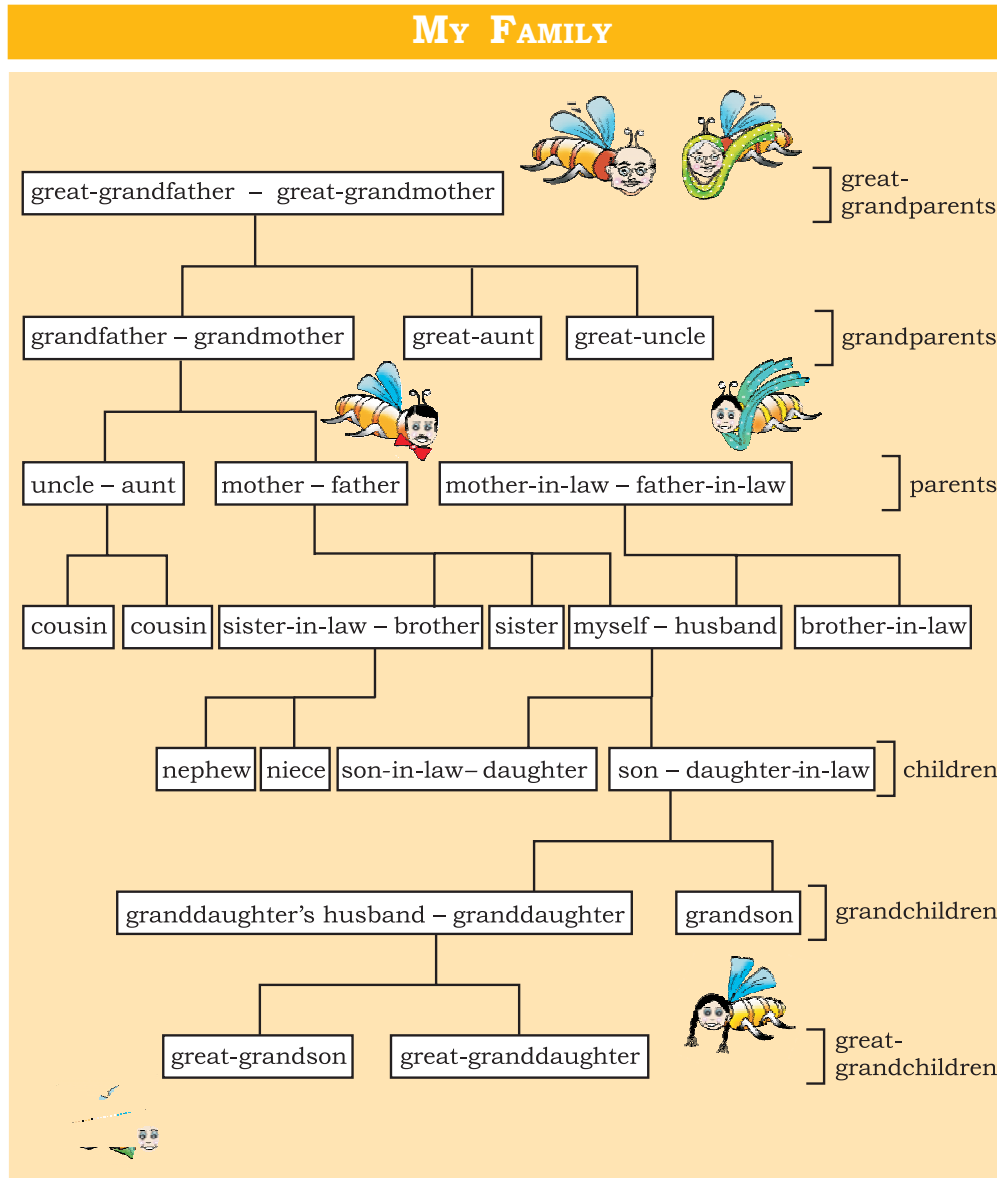 My Family
great-grandfather – great-grandmother
great-
grandparents
grandfather – grandmother
great-aunt
great-uncle
grandparents
uncle – aunt
mother – father
mother-in-law – father-in-law
parents
cousin
cousin
sister-in-law – brother
sister
myself – husband
brother-in-law
nephew
niece
son-in-law – daughter
son – daughter-in-law
children
granddaughter's husband – granddaughter
grandson
grandchildren
great-grandson
great-granddaughter
great-
grandchildren